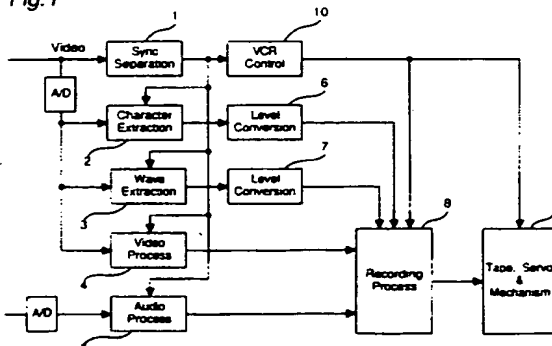 Fig. 1
1
10
Video
Sync
Separation
VCR
Control
A/D
6
Character
Extraction
Level
Conversion
2
7
Wave
Extraction
Level
Conversion
3
8
Video
Process
4
Recording
Process
Tape, Servo
&
Mechanism
A/D
Audio
Process